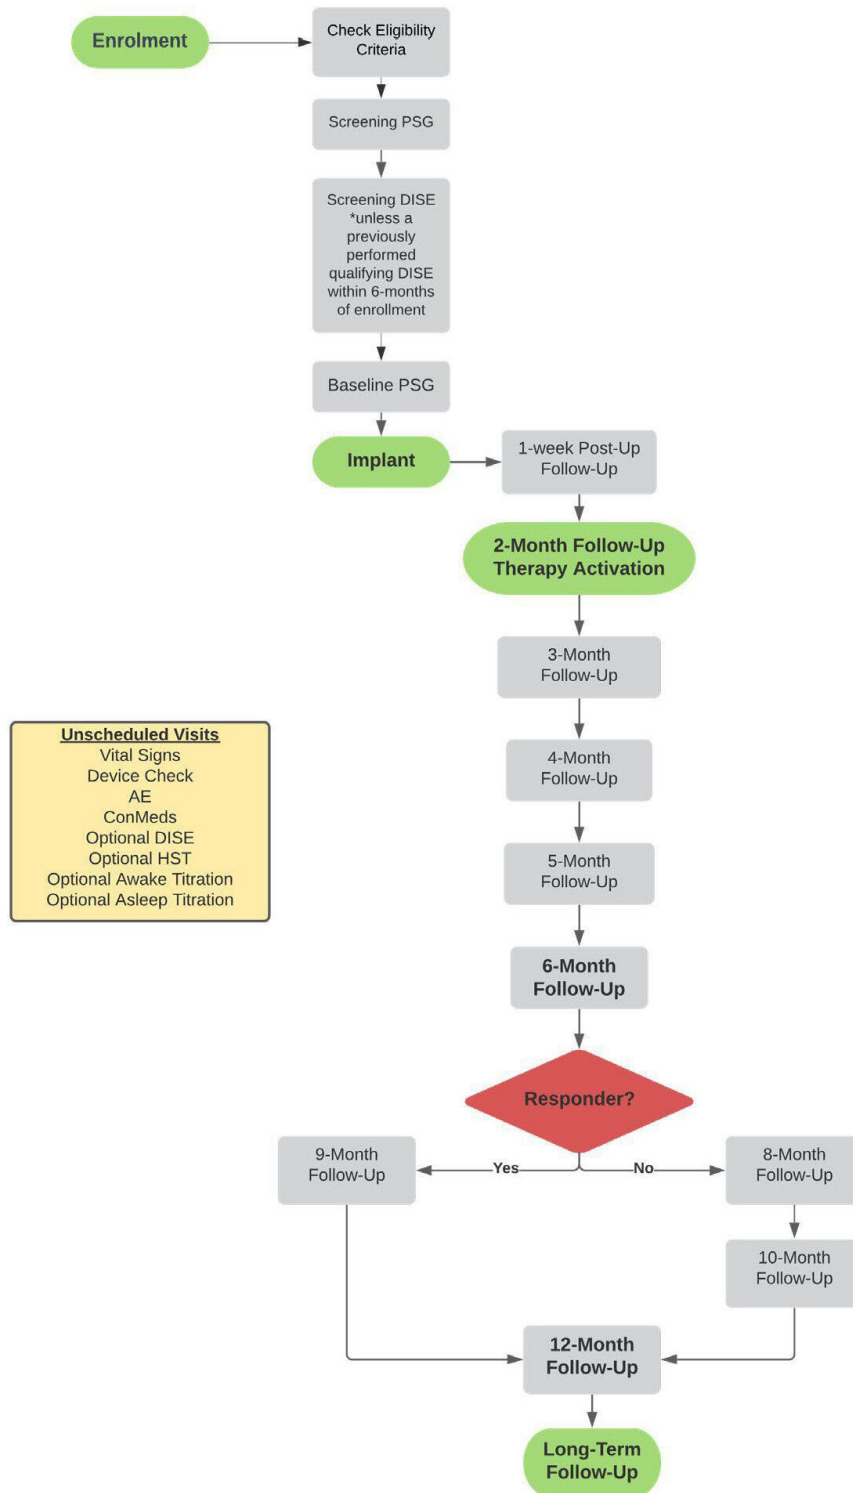 Enrolment
Check Eligibility
Criteria
Screening PSG
Screening DISE
*unless a
previously
performed
qualifying DISE
within 6-months
of enrollment
Baseline PSG
Implant
1-week Post-Up
Follow-Up
2-Month Follow-Up
Therapy Activation
3-Month
Follow-Up
Unscheduled Visits
Vital Signs
Device Check
AE
ConMeds
Optional DISE
Optional HST
Optional Awake Titration
Optional Asleep Titration
4-Month
Follow-Up
5-Month
Follow-Up
6-Month
Follow-Up
Responder?
Yes
No
9-Month
Follow-Up
8-Month
Follow-Up
10-Month
Follow-Up
12-Month
Follow-Up
Long-Term
Follow-Up